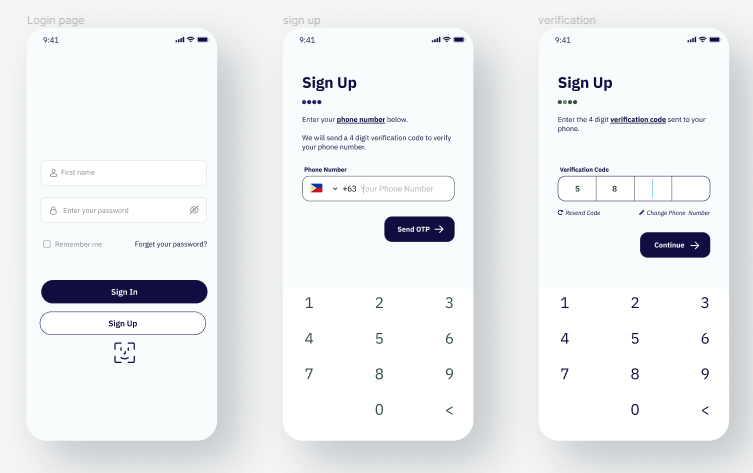 Login page
9:41
First name
Enter your password
Remember me
Forget your password?
Sign In
Sign Up
sign up
9:41
Sign Up
Enter your phone number below.
We will send a 4 digit verification code to verify
your phone number.
Phone Number
+63 Your Phone Number
Send OTP →
1 2 3
4 5 6
7 8 9
0 <
verification
9:41
Sign Up
Enter the 4 digit verification code sent to your
phone.
Verification Code
5 8
Resend Code
Change Phone Number
Continue →
1 2 3
4 5 6
7 8 9
0 <